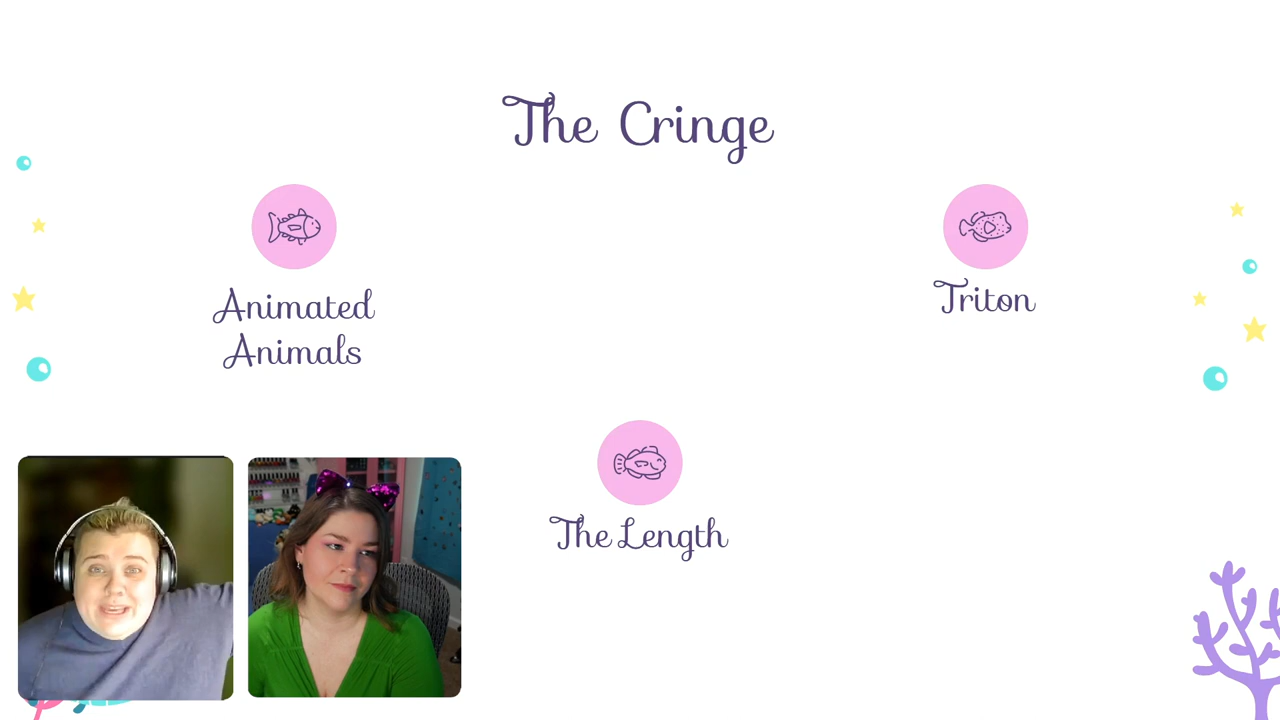 The Cringe
Animated
Animals
Triton
The Length